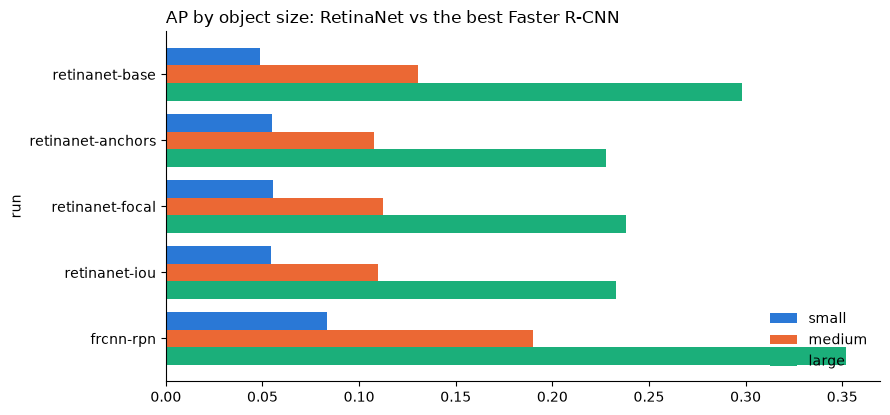 AP by object size: RetinaNet vs the best Faster R-CNN
run
retinanet-base
retinanet-anchors
retinanet-focal
retinanet-iou
frcnn-rpn
small
medium
large
0.00 0.05 0.10 0.15 0.20 0.25 0.30 0.35